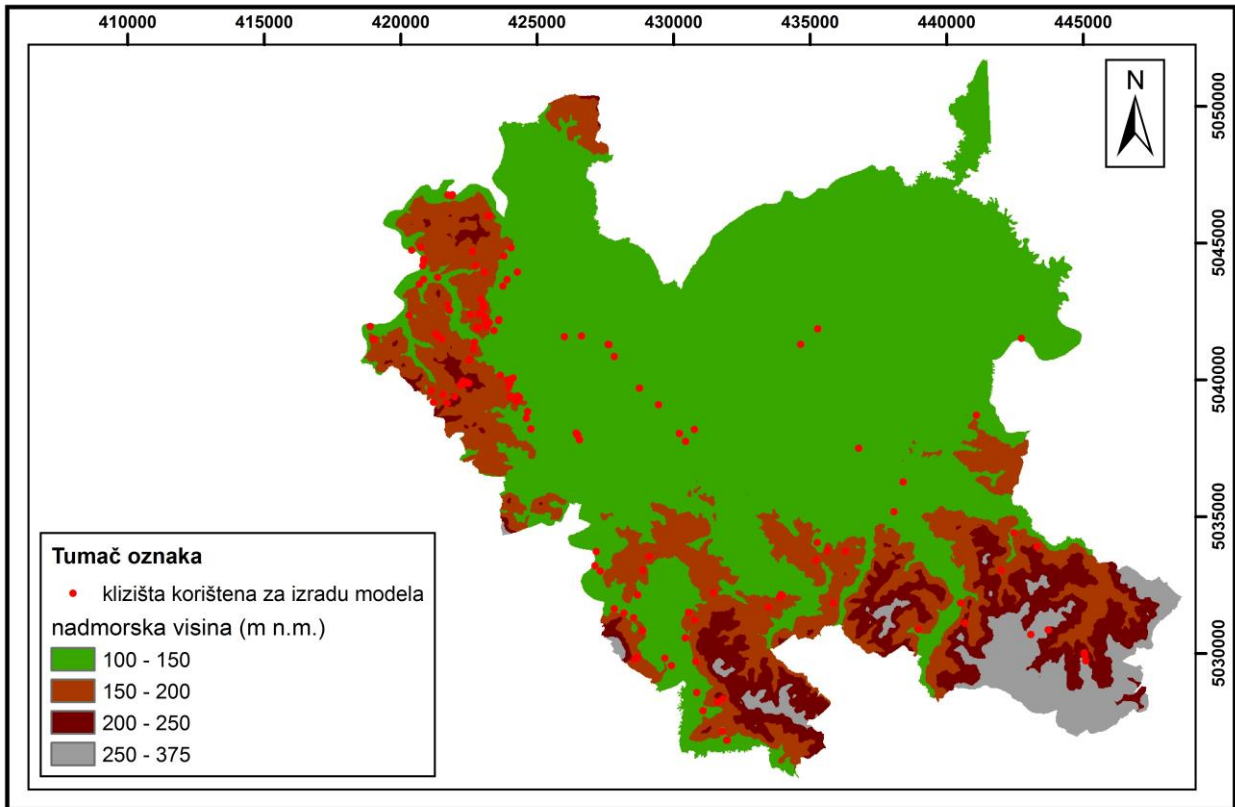 410000 415000 420000 425000 430000 435000 440000 445000
N
5050000
5045000
5040000
5035000
5030000
Tumač oznaka
klizišta korištena za izradu modela
nadmorska visina (m n.m.)
100 - 150
150 - 200
200 - 250
250 - 375